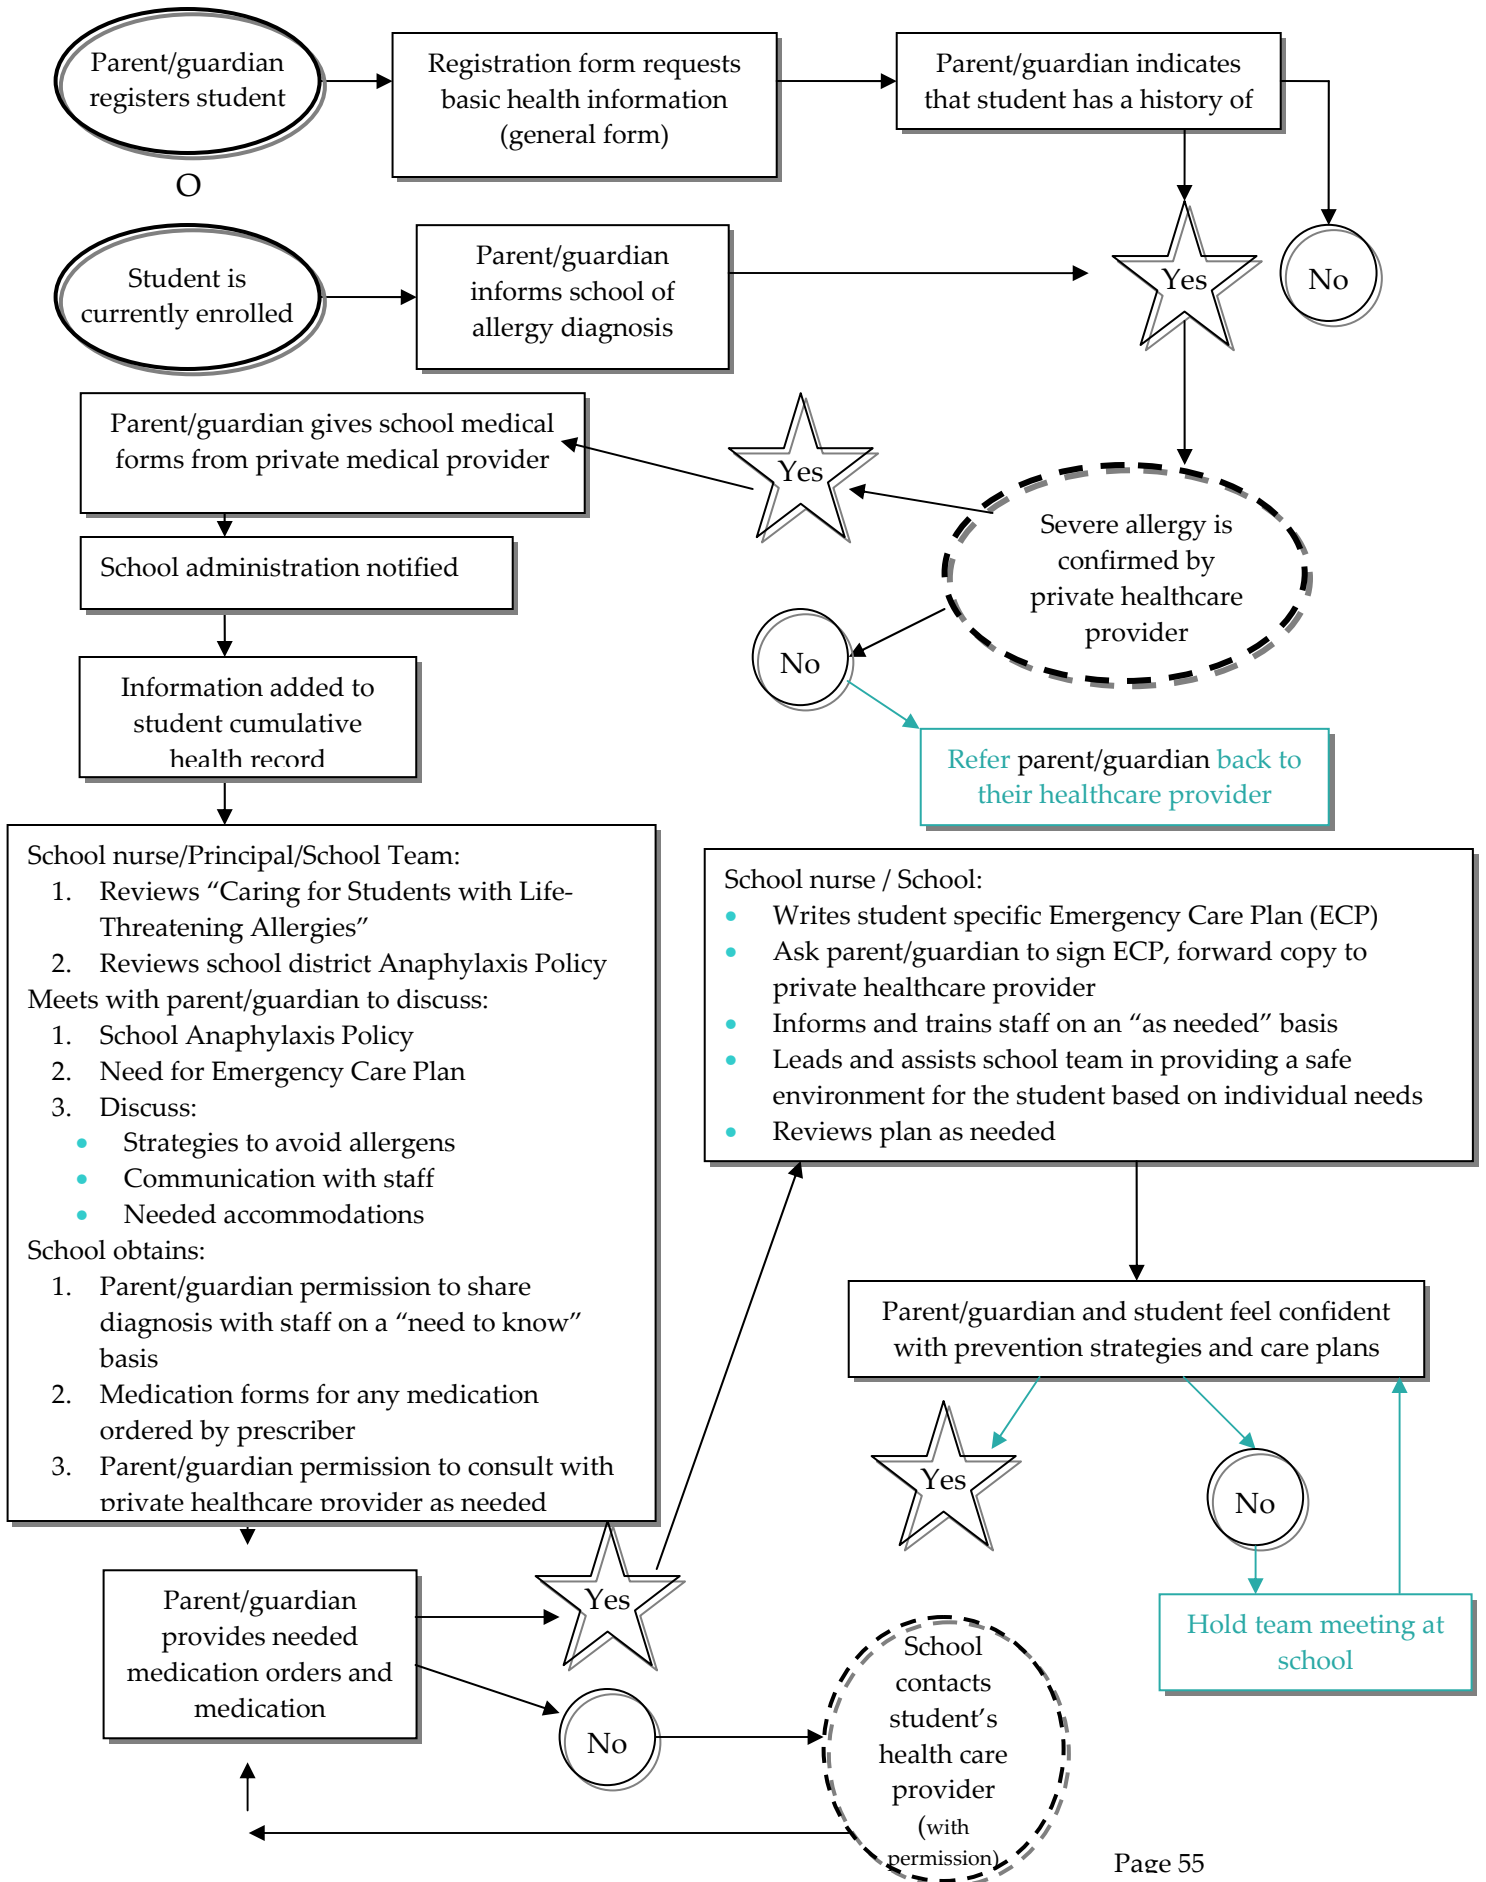 Parent/guardian
registers student
Registration form requests
basic health information
(general form)
Parent/guardian indicates
that student has a history of
O
Student is
currently enrolled
Parent/guardian
informs school of
allergy diagnosis
Yes
No
Parent/guardian gives school medical
forms from private medical provider
Yes
Severe allergy is
confirmed by
private healthcare
provider
School administration notified
No
Information added to
student cumulative
health record
Refer parent/guardian back to
their healthcare provider
School nurse/Principal/School Team:
1. Reviews “Caring for Students with Life-
Threatening Allergies”
2. Reviews school district Anaphylaxis Policy
Meets with parent/guardian to discuss:
1. School Anaphylaxis Policy
2. Need for Emergency Care Plan
3. Discuss:
• Strategies to avoid allergens
• Communication with staff
• Needed accommodations
School obtains:
1. Parent/guardian permission to share
diagnosis with staff on a “need to know”
basis
2. Medication forms for any medication
ordered by prescriber
3. Parent/guardian permission to consult with
private healthcare provider as needed
School nurse / School:
• Writes student specific Emergency Care Plan (ECP)
• Ask parent/guardian to sign ECP, forward copy to
private healthcare provider
• Informs and trains staff on an “as needed” basis
• Leads and assists school team in providing a safe
environment for the student based on individual needs
• Reviews plan as needed
Parent/guardian and student feel confident
with prevention strategies and care plans
Yes
No
Hold team meeting at
school
Parent/guardian
provides needed
medication orders and
medication
Yes
No
School
contacts
student’s
health care
provider
(with
permission)
Page 55